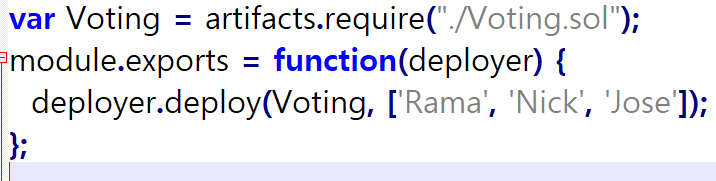 var Voting = artifacts.require("./Voting.sol");
module.exports = function(deployer) {
  deployer.deploy(Voting, ['Rama', 'Nick', 'Jose']);
};